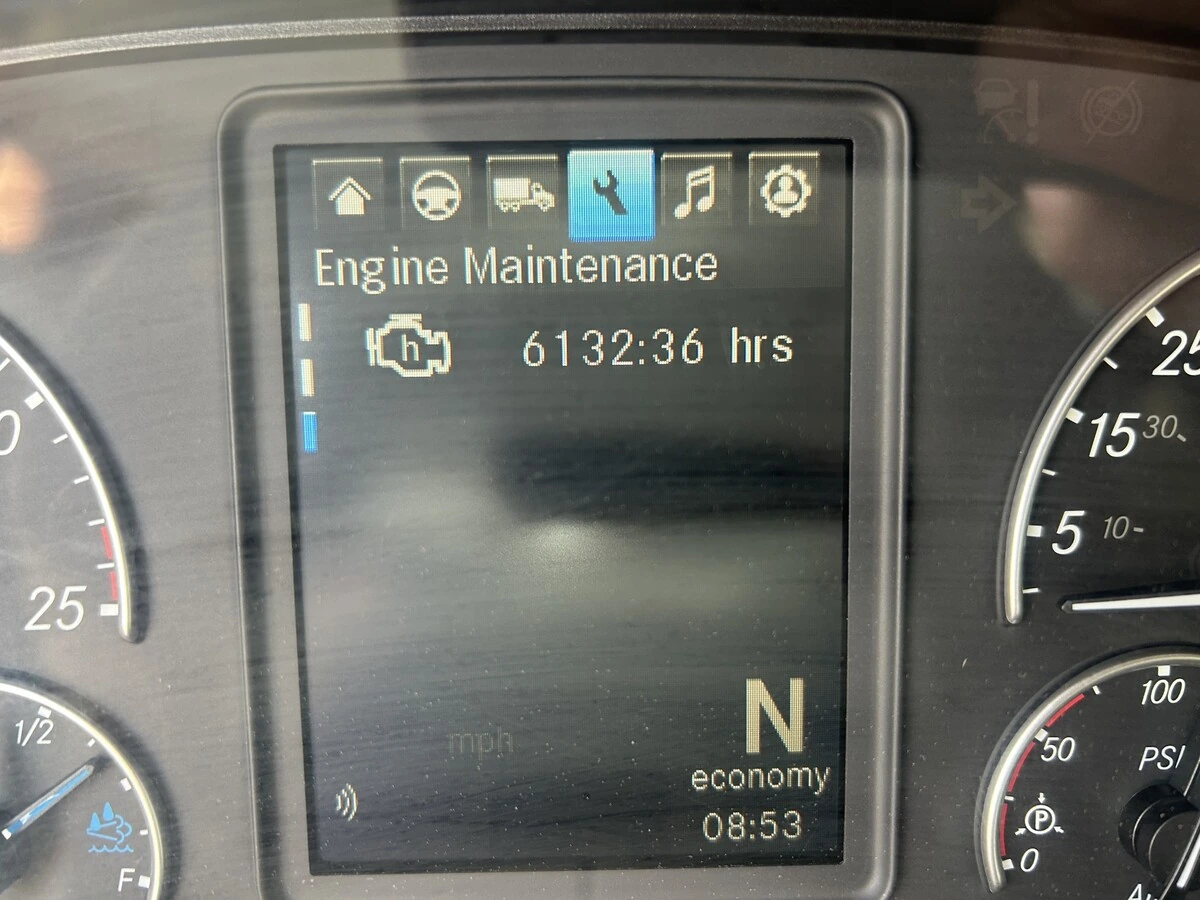 Engine Maintenance
h 6132:36 hrs
mph
N
economy
08:53
25
1/2
F
25
15 30
5 10
100
50
PSI
P
0